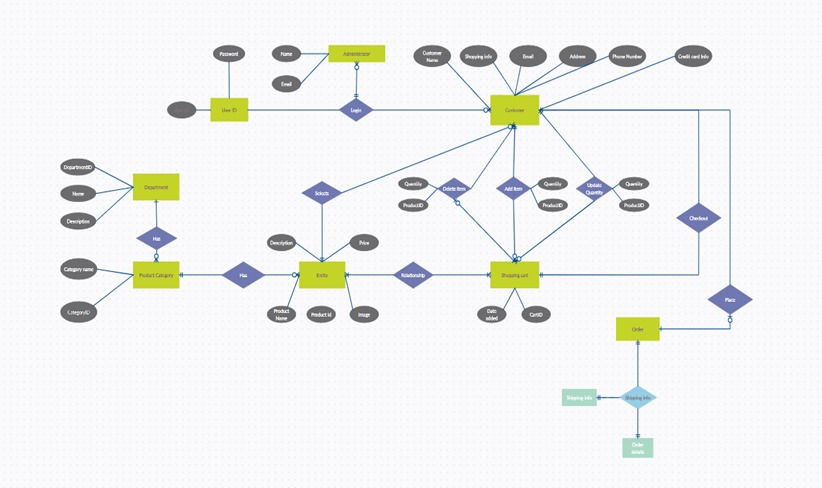 Password
Name
Administrator
Customer
Name
Shopping info
Email
Address
Phone Number
Credit card Info
Email
User ID
Login
Customer
DepartmentID
Department
Name
Description
Selects
Quantity
ProductID
Delete Item
Add Item
Quantity
ProductID
Update
Quantity
Quantity
ProductID
Checkout
Has
Description
Price
Category name
Product Category
Has
Entity
Relationship
Shopping cart
CategoryID
Product
Name
Product id
Image
Date
added
CartID
Place
Order
Shipping info
Shipping info
Order
details